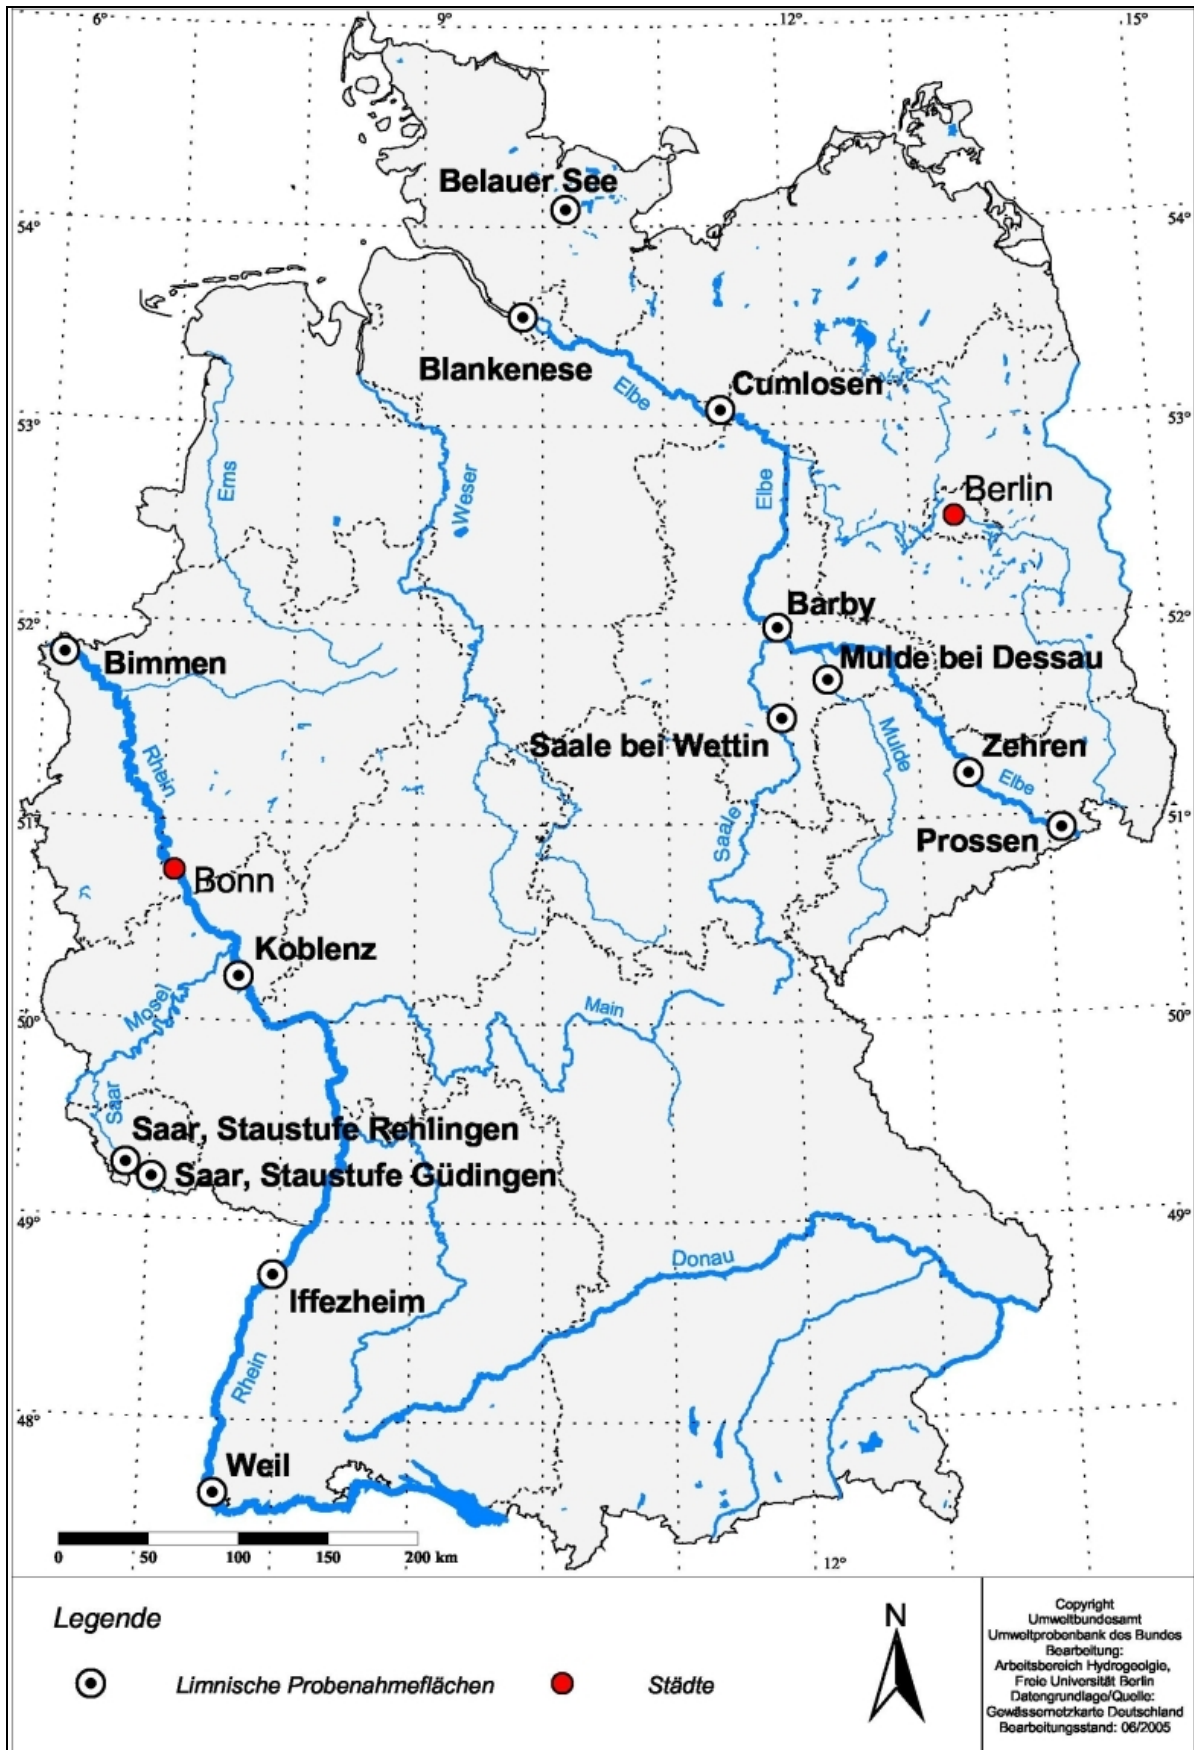 6°
9°
12°
15°
Belauer See
54°
54°
Blankenese
Elbe
Cumlosen
53°
53°
Ems
Weser
Elbe
Berlin
52°
52°
Barby
Bimmen
Mulde bei Dessau
Saale bei Wettin
Mulde
Zehren
Rhein
Elbe
51°
51°
Saale
Prossen
Bonn
Koblenz
Mosel
Main
50°
50°
Saar
Saar, Staustufe Rehlingen
Saar, Staustufe Güdingen
49°
49°
Donau
Iffezheim
Rhein
48°
48°
Weil
0 50 100 150 200 km
12°
Legende
Limnische Probenahmeflächen
Städte
N
Copyright
Umweltbundesamt
Umweltprobenbank des Bundes
Bearbeitung:
Arbeitsbereich Hydrogeolgie,
Freie Universität Berlin
Datengrundlage/Quelle:
Gewässernetzkarte Deutschland
Bearbeitungsstand: 06/2005